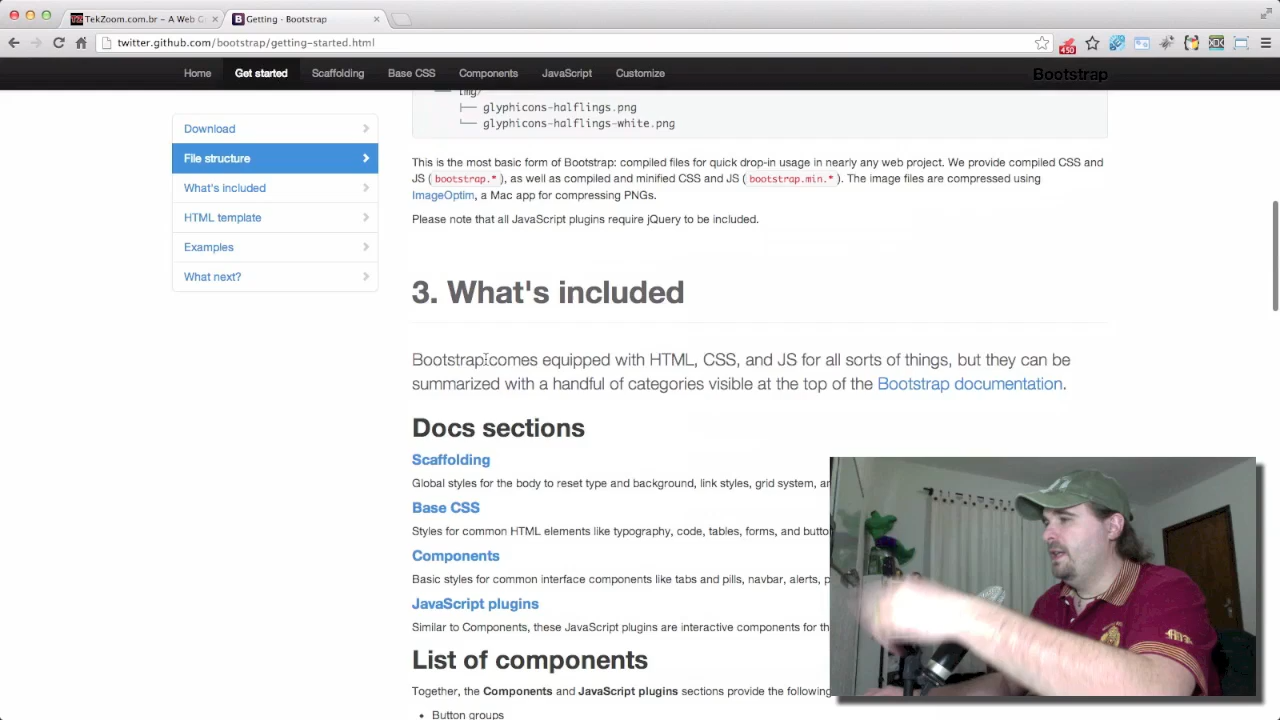 TekZoom.com.br – A Web G
Getting · Bootstrap
twitter.github.com/bootstrap/getting-started.html
450
Home Get started Scaffolding Base CSS Components JavaScript Customize Bootstrap
Download
File structure
What's included
HTML template
Examples
What next?
img/
├── glyphicons-halflings.png
└── glyphicons-halflings-white.png
This is the most basic form of Bootstrap: compiled files for quick drop-in usage in nearly any web project. We provide compiled CSS and
JS (bootstrap.*), as well as compiled and minified CSS and JS (bootstrap.min.*). The image files are compressed using
ImageOptim, a Mac app for compressing PNGs.
Please note that all JavaScript plugins require jQuery to be included.
3. What's included
Bootstrap comes equipped with HTML, CSS, and JS for all sorts of things, but they can be
summarized with a handful of categories visible at the top of the Bootstrap documentation.
Docs sections
Scaffolding
Global styles for the body to reset type and background, link styles, grid system, an
Base CSS
Styles for common HTML elements like typography, code, tables, forms, and butto
Components
Basic styles for common interface components like tabs and pills, navbar, alerts, p
JavaScript plugins
Similar to Components, these JavaScript plugins are interactive components for th
List of components
Together, the Components and JavaScript plugins sections provide the following
• Button groups